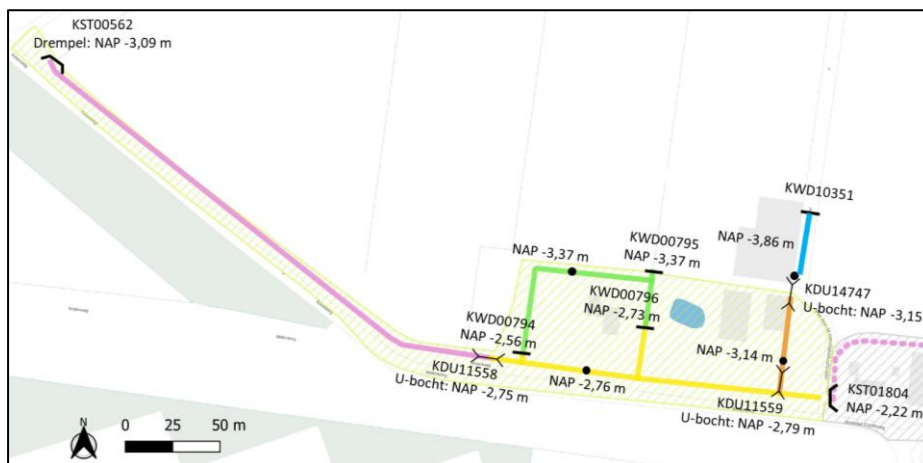 KST00562
Drempel: NAP -3,09 m
KWD10351
NAP -3,86 m
KWD00795
NAP -3,37 m
NAP -3,37 m
KDU14747
U-bocht: NAP -3,15
KWD00796
NAP -2,73 m
KWD00794
NAP -2,56 m
NAP -3,14 m
KDU11558
U-bocht: NAP -2,75 m
NAP -2,76 m
KST01804
NAP -2,22 m
KDU11559
U-bocht: NAP -2,79 m
N
0 25 50 m